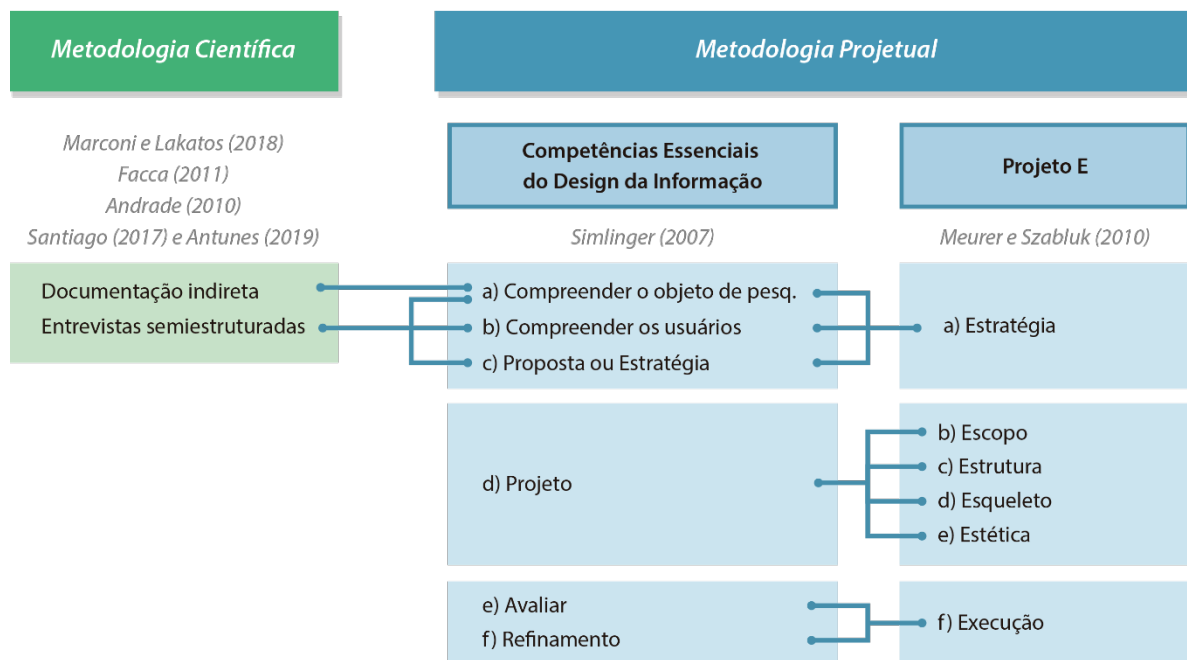 Metodologia Científica
Metodologia Projetual
Marconi e Lakatos (2018)
Facca (2011)
Andrade (2010)
Santiago (2017) e Antunes (2019)
Competências Essenciais
do Design da Informação
Projeto E
Simlinger (2007)
Meurer e Szabluk (2010)
Documentação indireta
Entrevistas semiestruturadas
a) Compreender o objeto de pesq.
b) Compreender os usuários
c) Proposta ou Estratégia
a) Estratégia
d) Projeto
b) Escopo
c) Estrutura
d) Esqueleto
e) Estética
e) Avaliar
f) Refinamento
f) Execução